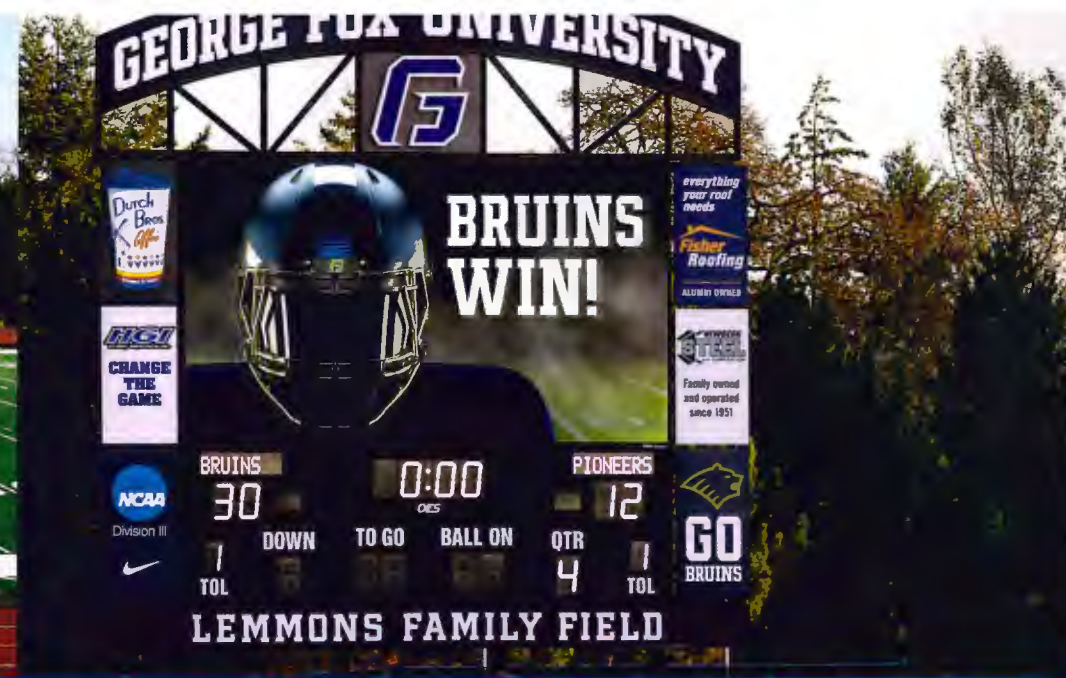 GEORGE FOX UNIVERSITY
DUTCH
BROS.
everything
your roof
needs
Fisher
Roofing
ALUMNI OWNED
BRUINS
WIN!
HGI
CHANGE
THE
GAME
STEEL
Family owned
and operated
since 1951
BRUINS
0:00
PIONEERS
30
OES
12
NCAA
Division III
DOWN
TO GO
BALL ON
QTR
1
4
1
TOL
TOL
GO
BRUINS
LEMMONS FAMILY FIELD